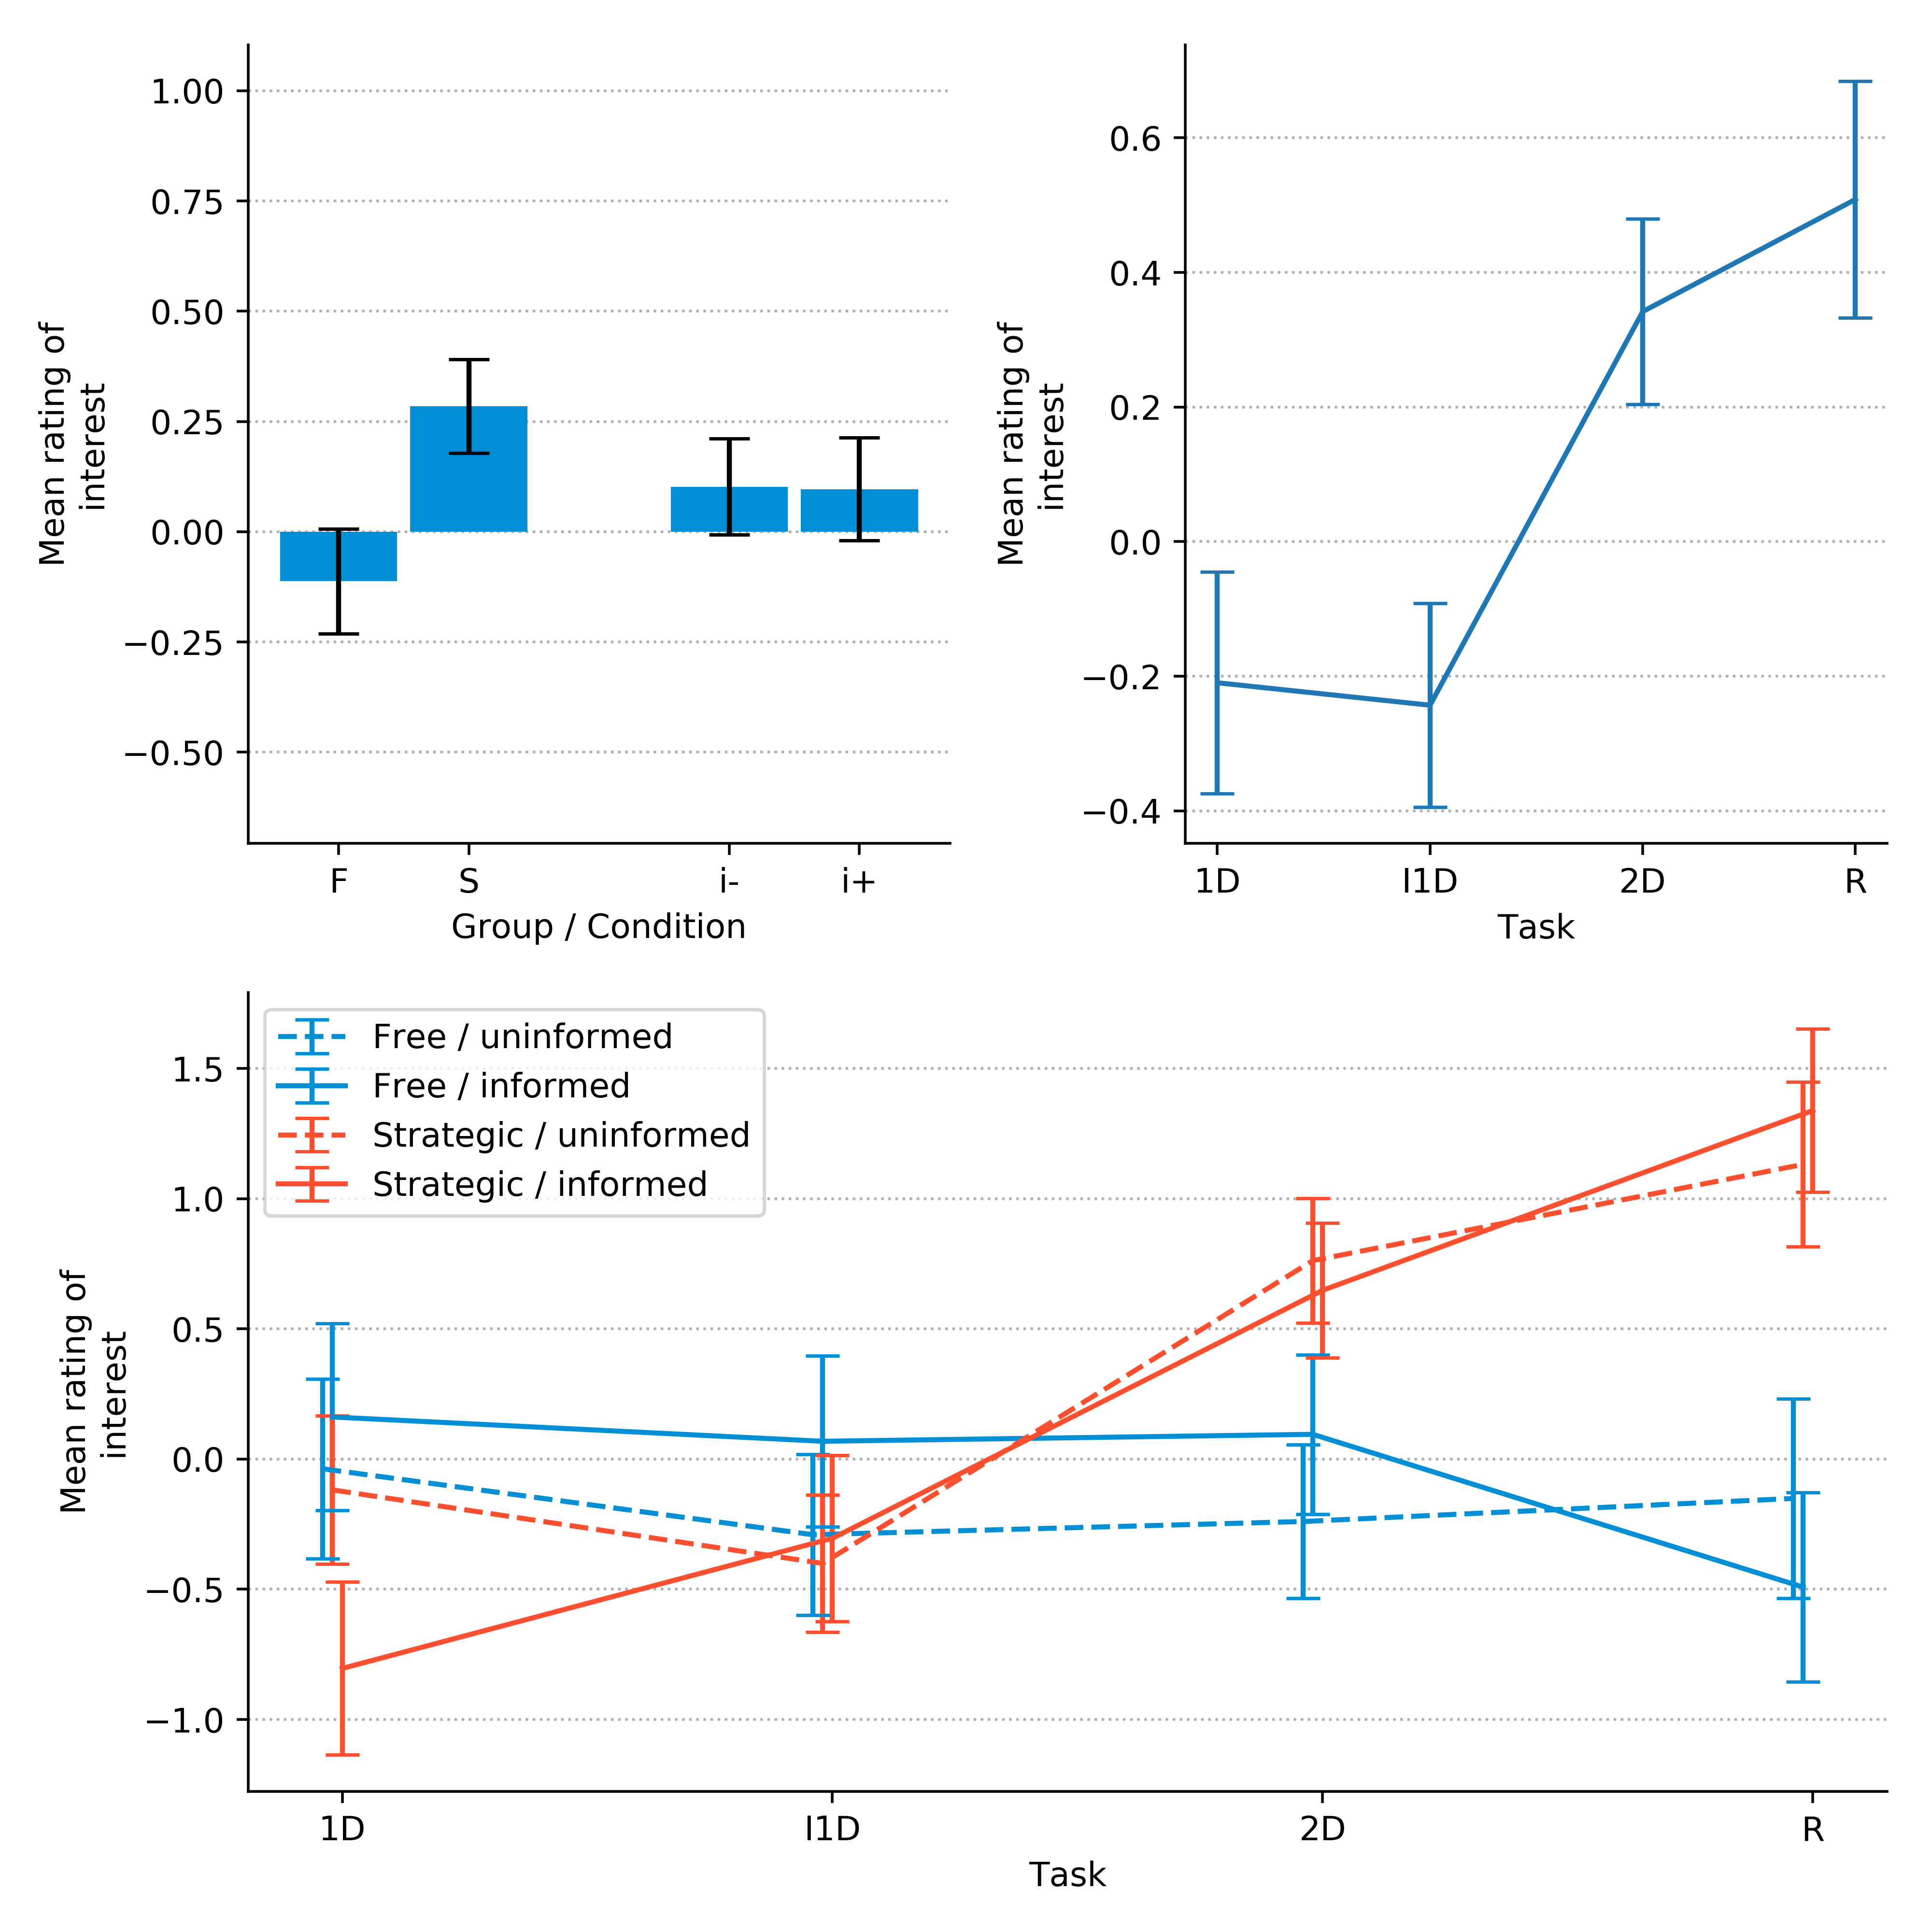 1.00
0.75
0.50
0.25
0.00
−0.25
−0.50
Mean rating of
interest
F
S
i-
i+
Group / Condition
0.6
0.4
0.2
0.0
−0.2
−0.4
Mean rating of
interest
1D
I1D
2D
R
Task
Free / uninformed
Free / informed
Strategic / uninformed
Strategic / informed
1.5
1.0
0.5
0.0
−0.5
−1.0
Mean rating of
interest
1D
I1D
2D
R
Task